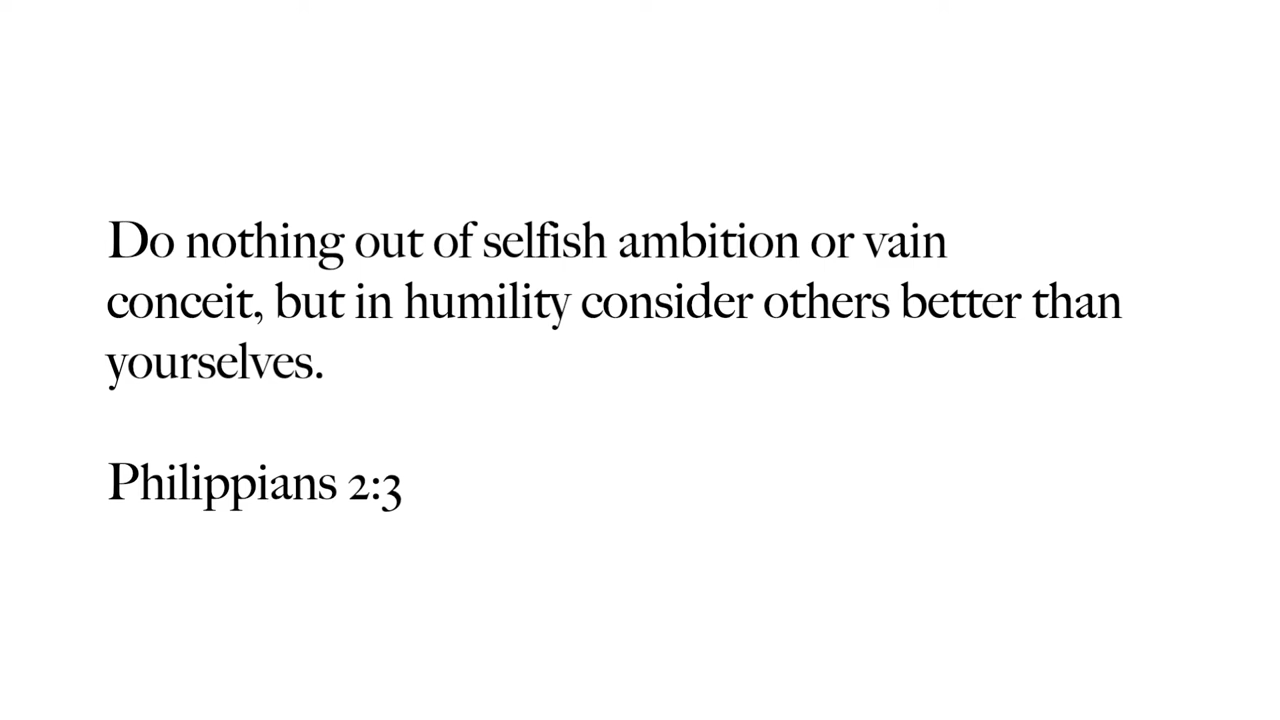 Do nothing out of selfish ambition or vain
conceit, but in humility consider others better than
yourselves.
Philippians 2:3